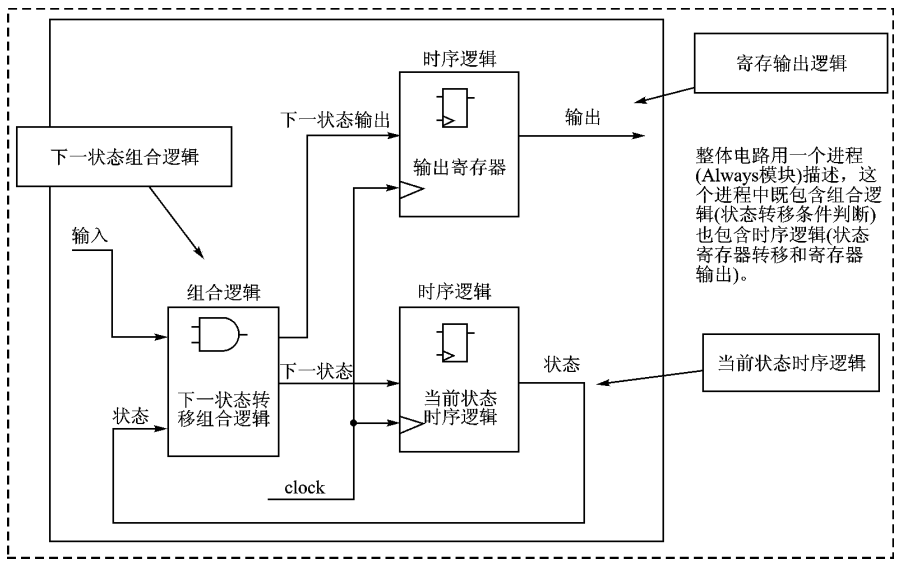 时序逻辑
寄存输出逻辑
下一状态输出
输出
下一状态组合逻辑
输出寄存器
整体电路用一个进程
(Always模块)描述，这
个进程中既包含组合逻
辑(状态转移条件判断)
也包含时序逻辑(状态
寄存器转移和寄存器
输出)。
输入
组合逻辑
时序逻辑
下一状态
状态
当前状态时序逻辑
下一状态转
移组合逻辑
当前状态
时序逻辑
状态
clock